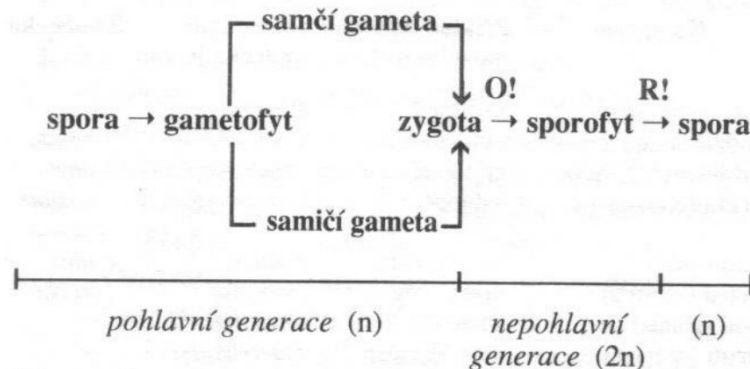 samčí gameta
O! R!
spora → gametofyt zygota → sporofyt → spora
samičí gameta
pohlavní generace (n) nepohlavní (n)
generace (2n)